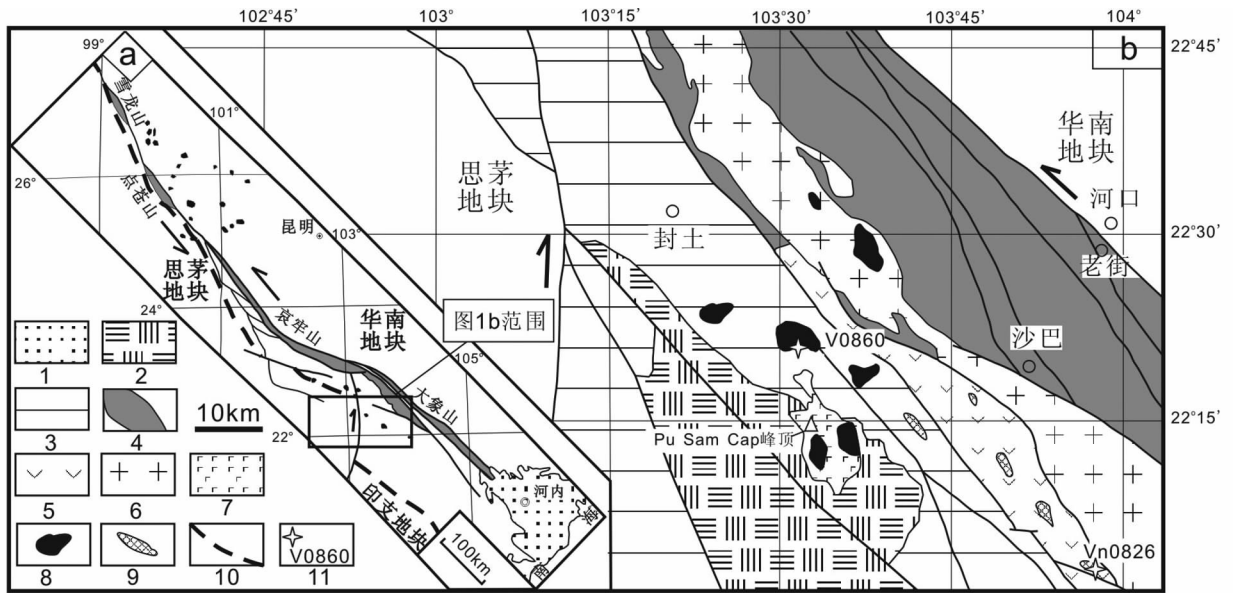 102°45'
103°
103°15'
103°30'
103°45'
104°
99°
a
b
22°45'
雪龙山
101°
华南
地块
思茅
地块
河口
26°
点苍山
昆明
103°
封土
22°30'
老街
思茅
地块
24°
哀牢山
华南
地块
图1b范围
105°
V0860
沙巴
1
2
大象山
3
10km
4
22°
Pu Sam Cap峰顶
22°15'
5
6
7
印支地块
河内
8
9
10
V0860
11
100km
Vn0826